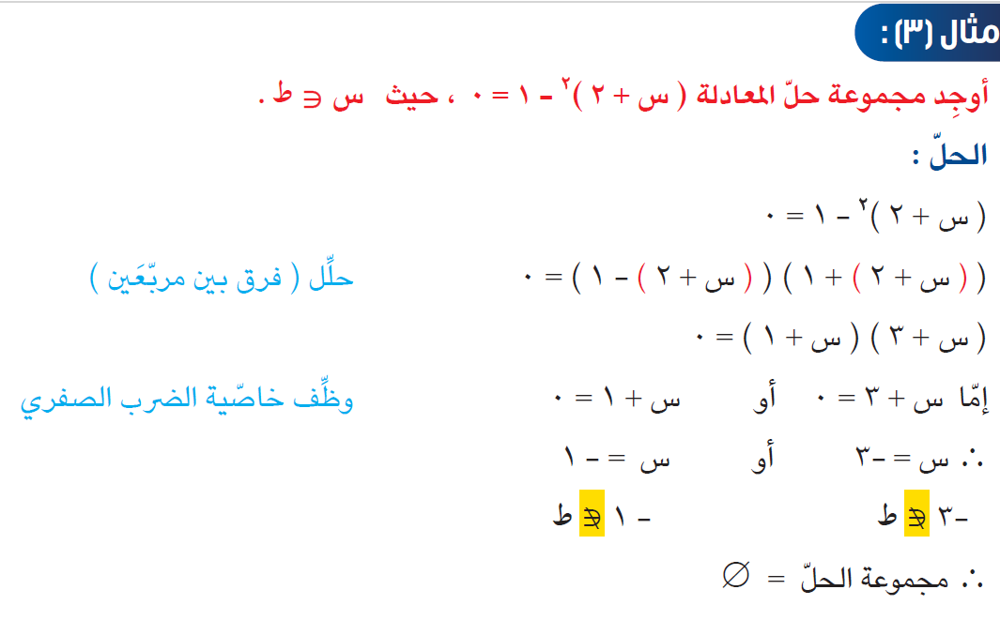 مثال (٣):
أوجِد مجموعة حلّ المعادلة ( س + ٢ )٢ – ١ = ٠ ، حيث س ∈ ط .
الحلّ :
( س + ٢ )٢ – ١ = ٠
( ( س + ٢ ) + ١ ) ( ( س + ٢ ) – ١ ) = ٠ حلِّل ( فرق بين مربّعَين )
( س + ٣ ) ( س + ١ ) = ٠
إمّا س + ٣ = ٠ أو س + ١ = ٠ وظِّف خاصّية الضرب الصفري
∴ س = –٣ أو س = – ١
–٣ ∉ ط – ١ ∉ ط
∴ مجموعة الحلّ = ∅